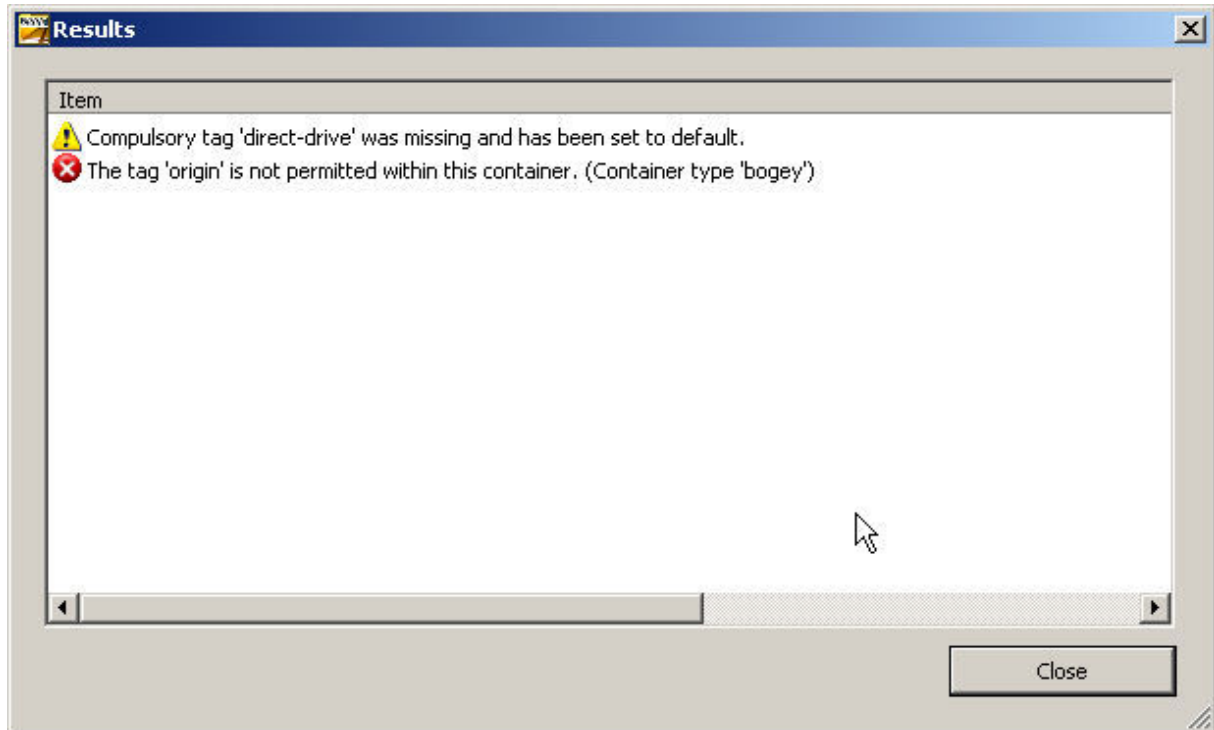 Results
Item
Compulsory tag 'direct-drive' was missing and has been set to default.
The tag 'origin' is not permitted within this container. (Container type 'bogey')
Close